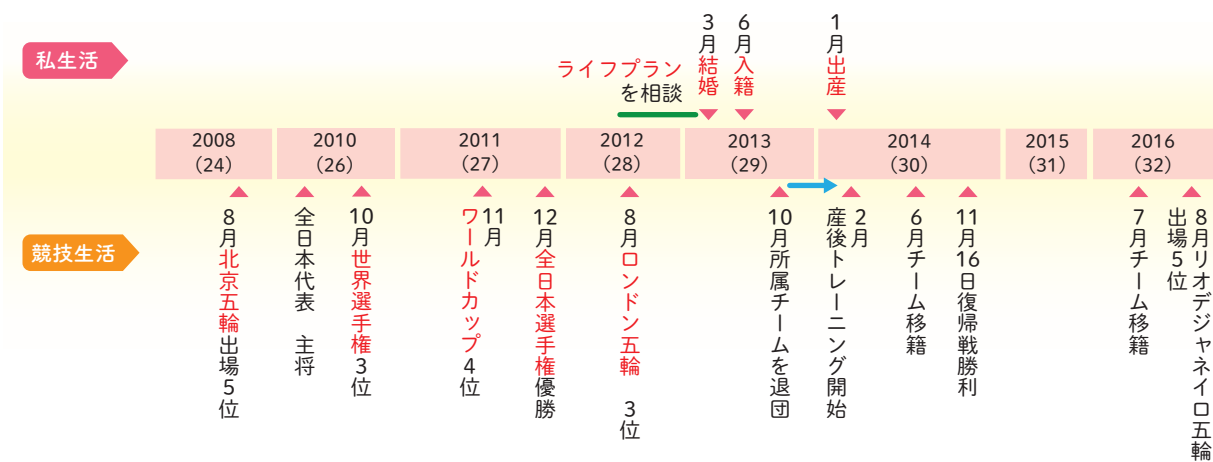 私生活
ライフプラン
を相談
3月結婚
6月入籍
1月出産
2008
（24）
2010
（26）
2011
（27）
2012
（28）
2013
（29）
2014
（30）
2015
（31）
2016
（32）
競技生活
8月北京五輪出場5位
全日本代表　主将
10月世界選手権3位
11月
ワールドカップ4位
12月全日本選手権優勝
8月ロンドン五輪　3位
10月所属チームを退団
2月
産後トレーニング開始
6月チーム移籍
11月16日復帰戦勝利
7月チーム移籍
8月リオデジャネイロ五輪
出場5位